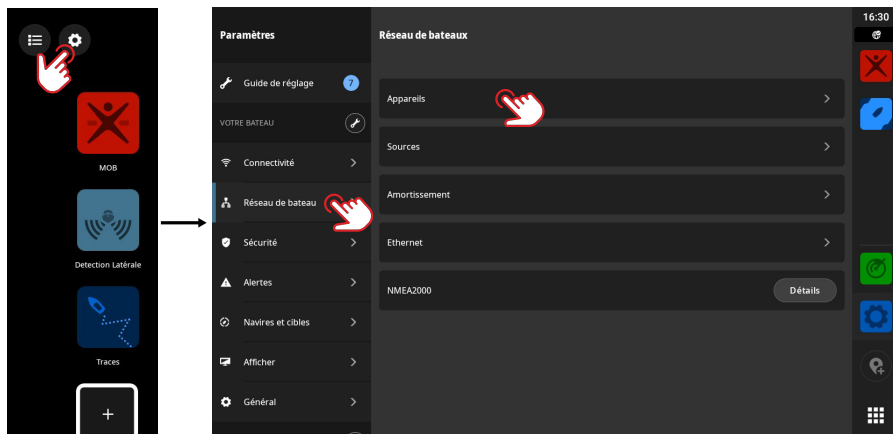 MOB
Detection Latérale
Traces
Paramètres
Guide de réglage
7
VOTRE BATEAU
Connectivité
Réseau de bateau
Sécurité
Alertes
Navires et cibles
Afficher
Général
Réseau de bateaux
Appareils
Sources
Amortissement
Ethernet
NMEA2000
Détails
16:30